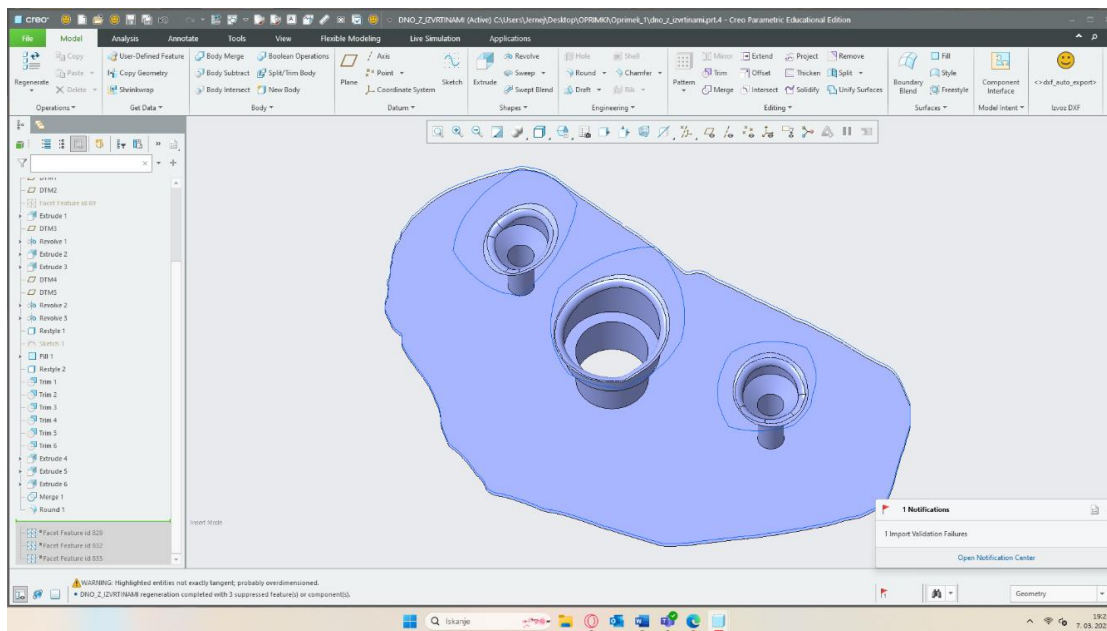 creo DNO_Z_IZVRTINAMI (Active) C:\Users\Jernej\Desktop\OPRIMKI\Oprimek_1\dno_z_izvrtinami.prt.4 - Creo Parametric Educational Edition
File Model Analysis Annotate Tools View Flexible Modeling Live Simulation Applications
Regenerate
Copy
Paste
Delete
User-Defined Feature
Copy Geometry
Shrinkwrap
Body Merge
Body Subtract
Body Intersect
Boolean Operations
Split/Trim Body
New Body
Plane
Axis
Point
Coordinate System
Sketch
Extrude
Revolve
Sweep
Swept Blend
Hole
Round
Draft
Shell
Chamfer
Rib
Pattern
Mirror
Trim
Merge
Extend
Offset
Intersect
Project
Thicken
Solidify
Remove
Split
Unify Surfaces
Boundary Blend
Fill
Style
Freestyle
Component Interface
<>dxf_auto_export>
Operations Get Data Body Datum Shapes Engineering Editing Surfaces Model Intent Izvoz DXF
DTM1
DTM2
Facet Feature id 89
Extrude 1
DTM3
Revolve 1
Extrude 2
Extrude 3
DTM4
DTM5
Revolve 2
Revolve 3
Restyle 1
Sketch 1
Fill 1
Restyle 2
Trim 1
Trim 2
Trim 3
Trim 4
Trim 5
Trim 6
Extrude 4
Extrude 5
Extrude 6
Merge 1
Round 1
*Facet Feature id 829
*Facet Feature id 832
*Facet Feature id 835
Insert Mode
1 Notifications
1 Import Validation Failures
Open Notification Center
WARNING: Highlighted entities not exactly tangent; probably overdimensioned.
• DNO_Z_IZVRTINAMI regeneration completed with 3 suppressed feature(s) or component(s).
Geometry
Iskanje
7. 03. 202